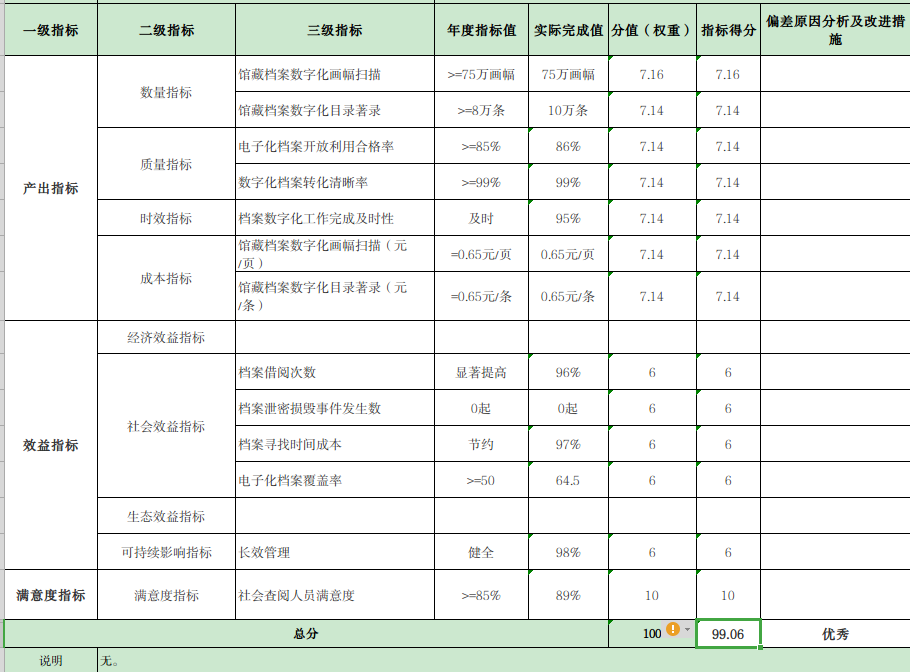 一级指标 二级指标 三级指标 年度指标值 实际完成值 分值（权重） 指标得分 偏差原因分析及改进措
施
产出指标 数量指标 馆藏档案数字化画幅扫描 >=75万画幅 75万画幅 7.16 7.16
馆藏档案数字化目录著录 >=8万条 10万条 7.14 7.14
质量指标 电子化档案开放利用合格率 >=85% 86% 7.14 7.14
数字化档案转化清晰率 >=99% 99% 7.14 7.14
时效指标 档案数字化工作完成及时性 及时 95% 7.14 7.14
成本指标 馆藏档案数字化画幅扫描（元
/页） =0.65元/页 0.65元/页 7.14 7.14
馆藏档案数字化目录著录（元
/条） =0.65元/条 0.65元/条 7.14 7.14
效益指标 经济效益指标
社会效益指标 档案借阅次数 显著提高 96% 6 6
档案泄密损毁事件发生数 0起 0起 6 6
档案寻找时间成本 节约 97% 6 6
电子化档案覆盖率 >=50 64.5 6 6
生态效益指标
可持续影响指标 长效管理 健全 98% 6 6
满意度指标 满意度指标 社会查阅人员满意度 >=85% 89% 10 10
总分 100 99.06 优秀
说明 无。